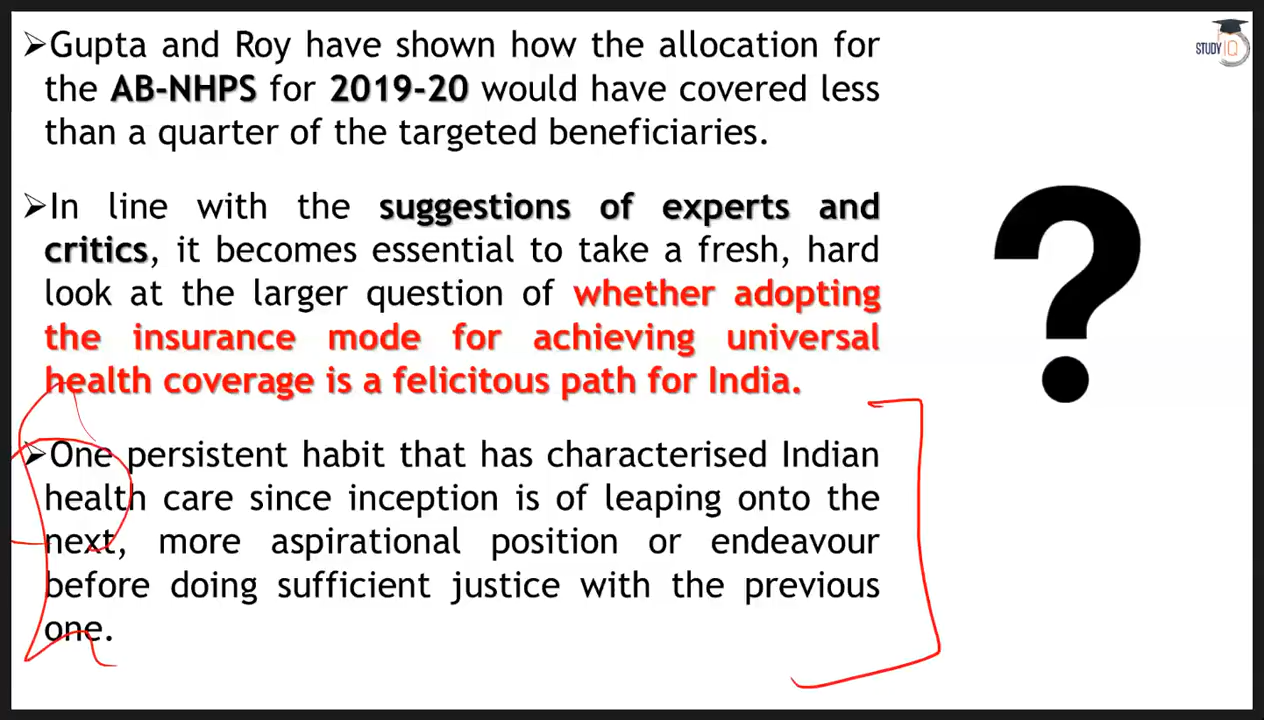 ➢Gupta and Roy have shown how the allocation for
the AB-NHPS for 2019-20 would have covered less
than a quarter of the targeted beneficiaries.
➢In line with the suggestions of experts and
critics, it becomes essential to take a fresh, hard
look at the larger question of whether adopting
the insurance mode for achieving universal
health coverage is a felicitous path for India.
➢One persistent habit that has characterised Indian
health care since inception is of leaping onto the
next, more aspirational position or endeavour
before doing sufficient justice with the previous
one.
STUDY IQ
?